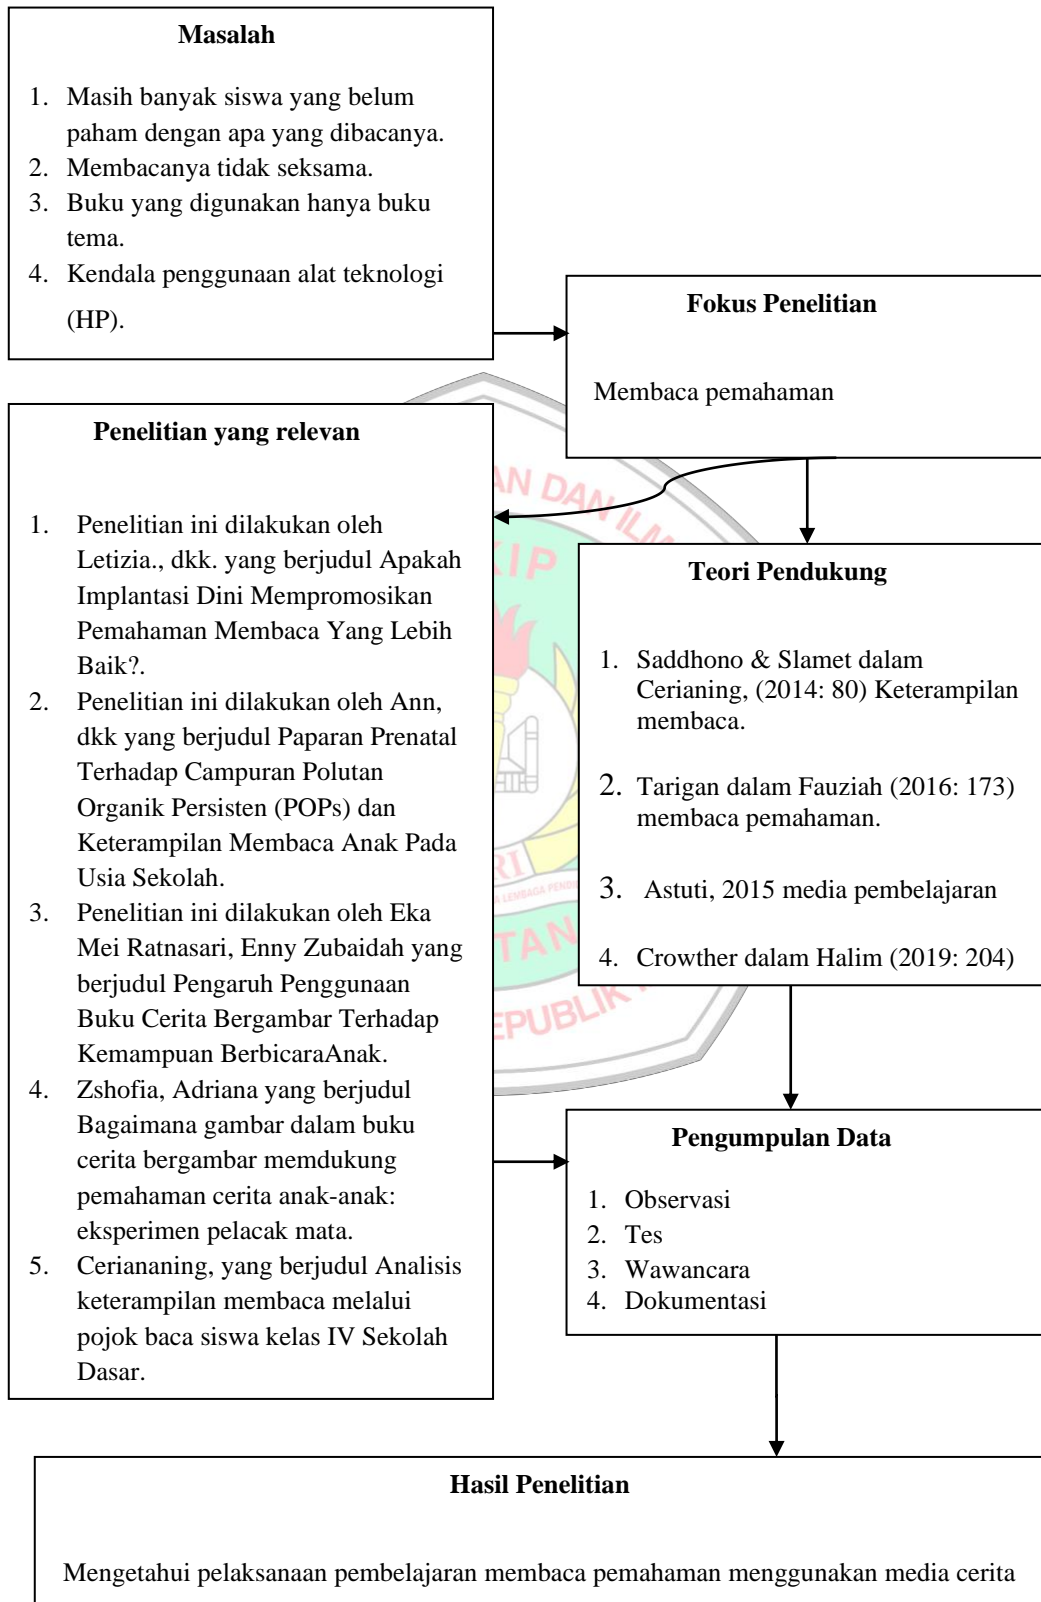 Masalah
1. Masih banyak siswa yang belum
paham dengan apa yang dibacanya.
2. Membacanya tidak seksama.
3. Buku yang digunakan hanya buku
tema.
4. Kendala penggunaan alat teknologi
(HP).
Fokus Penelitian
Membaca pemahaman
Penelitian yang relevan
1. Penelitian ini dilakukan oleh
Letizia., dkk. yang berjudul Apakah
Implantasi Dini Mempromosikan
Pemahaman Membaca Yang Lebih
Baik?.
2. Penelitian ini dilakukan oleh Ann,
dkk yang berjudul Paparan Prenatal
Terhadap Campuran Polutan
Organik Persisten (POPs) dan
Keterampilan Membaca Anak Pada
Usia Sekolah.
3. Penelitian ini dilakukan oleh Eka
Mei Ratnasari, Enny Zubaidah yang
berjudul Pengaruh Penggunaan
Buku Cerita Bergambar Terhadap
Kemampuan BerbicaraAnak.
4. Zshofia, Adriana yang berjudul
Bagaimana gambar dalam buku
cerita bergambar memdukung
pemahaman cerita anak-anak:
eksperimen pelacak mata.
5. Ceriananing, yang berjudul Analisis
keterampilan membaca melalui
pojok baca siswa kelas IV Sekolah
Dasar.
Teori Pendukung
1. Saddhono & Slamet dalam
Cerianing, (2014: 80) Keterampilan
membaca.
2. Tarigan dalam Fauziah (2016: 173)
membaca pemahaman.
3. Astuti, 2015 media pembelajaran
4. Crowther dalam Halim (2019: 204)
Pengumpulan Data
1. Observasi
2. Tes
3. Wawancara
4. Dokumentasi
Hasil Penelitian
Mengetahui pelaksanaan pembelajaran membaca pemahaman menggunakan media cerita
AN DAN ILM
KIP
RI
LEMBAGA PENDI
TAN
EPUBLIK